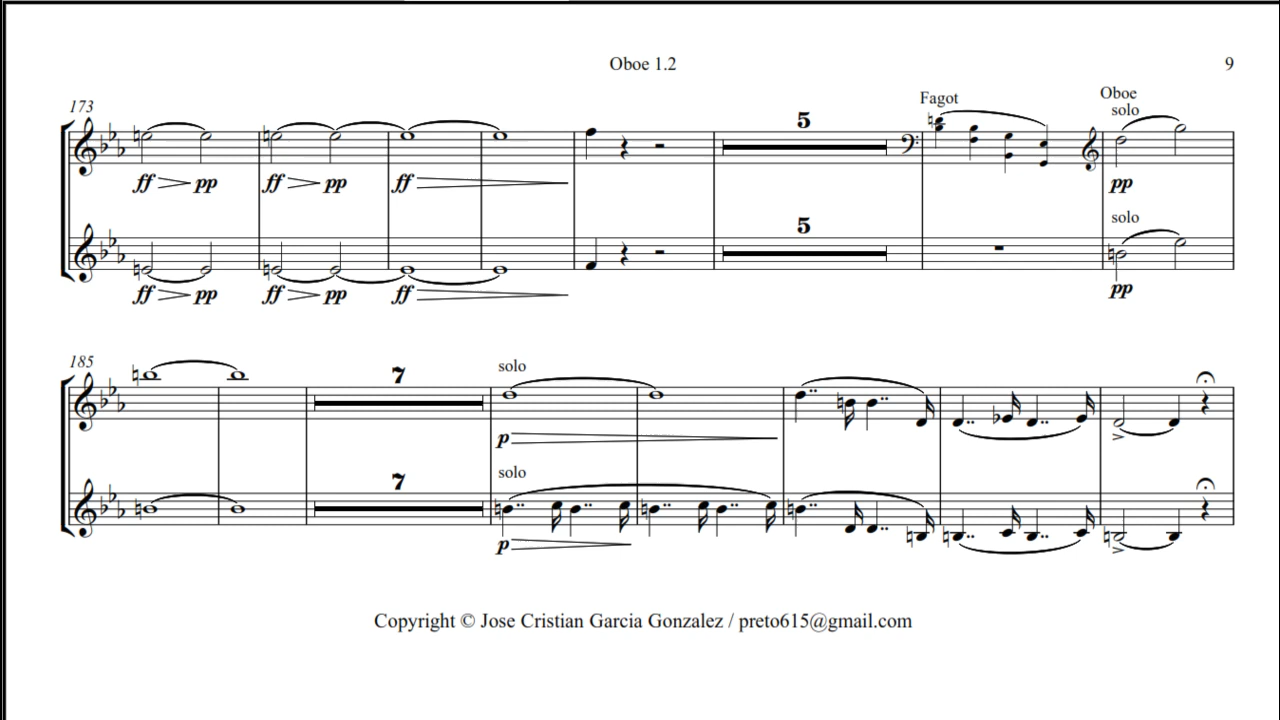 Oboe 1.2
9
173
Fagot
Oboe
solo
5
ff pp ff pp ff
pp
solo
5
ff pp ff pp ff
pp
185
solo
7
p
solo
7
p
Copyright © Jose Cristian Garcia Gonzalez / preto615@gmail.com